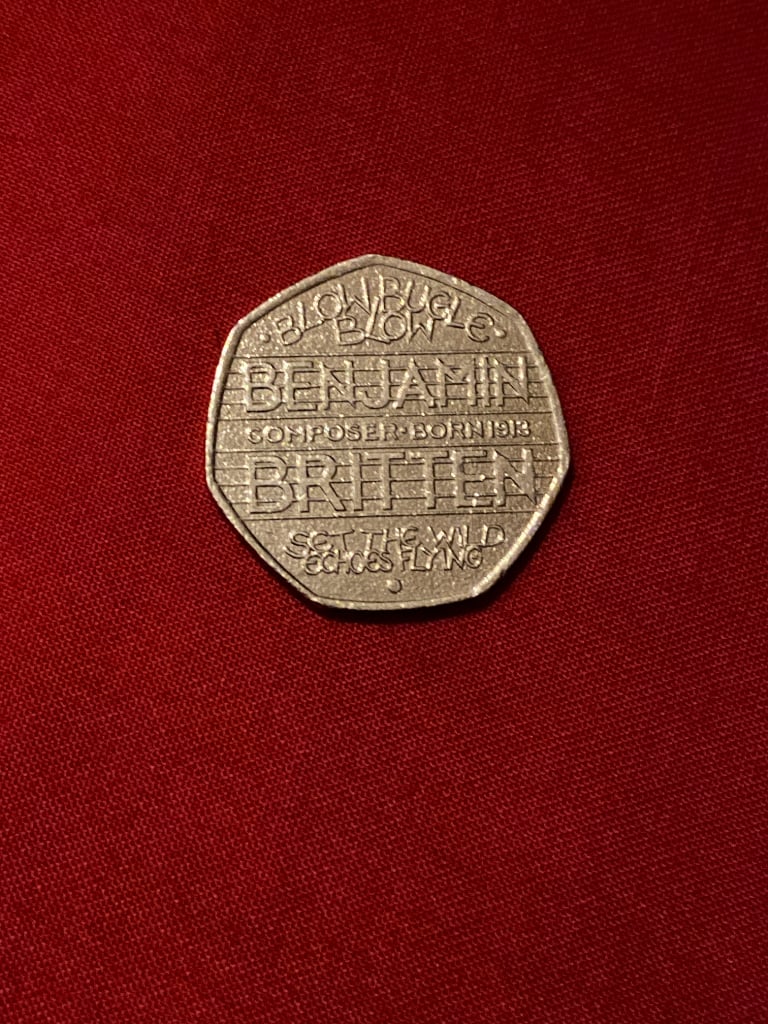 ·BLOW BUGLE·
BLOW
BENJAMIN
COMPOSER·BORN 1913
BRITTEN
SET THE WILD
ECHOES FLYING